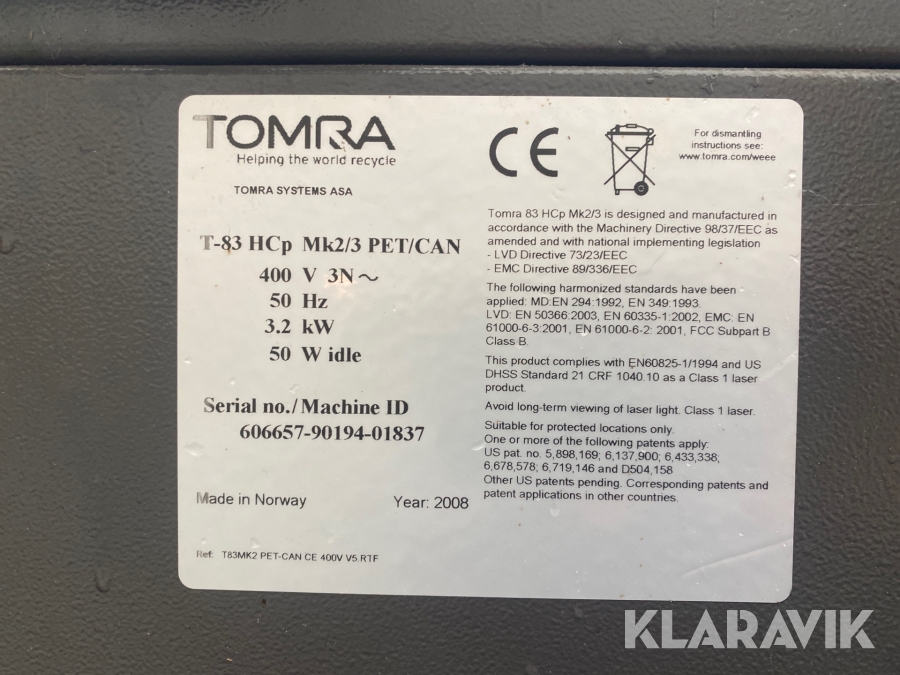 TOMRA
Helping the world recycle
TOMRA SYSTEMS ASA
T-83 HCp Mk2/3 PET/CAN
400 V 3N~
50 Hz
3.2 kW
50 W idle
Serial no./Machine ID
606657-90194-01837
Made in Norway
Year: 2008
Ref: T83MK2 PET-CAN CE 400V V5.RTF
CE
For dismantling
instructions see:
www.tomra.com/weee
Tomra 83 HCp Mk2/3 is designed and manufactured in
accordance with the Machinery Directive 98/37/EEC as
amended and with national implementing legislation
- LVD Directive 73/23/EEC
- EMC Directive 89/336/EEC
The following harmonized standards have been
applied: MD:EN 294:1992, EN 349:1993.
LVD: EN 50366:2003, EN 60335-1:2002, EMC: EN
61000-6-3:2001, EN 61000-6-2: 2001, FCC Subpart B
Class B.
This product complies with EN60825-1/1994 and US
DHSS Standard 21 CRF 1040.10 as a Class 1 laser
product.
Avoid long-term viewing of laser light. Class 1 laser.
Suitable for protected locations only.
One or more of the following patents apply:
US pat. no. 5,898,169; 6,137,900; 6,433,338;
6,678,578; 6,719,146 and D504,158
Other US patents pending. Corresponding patents and
patent applications in other countries.
KLARAVIK